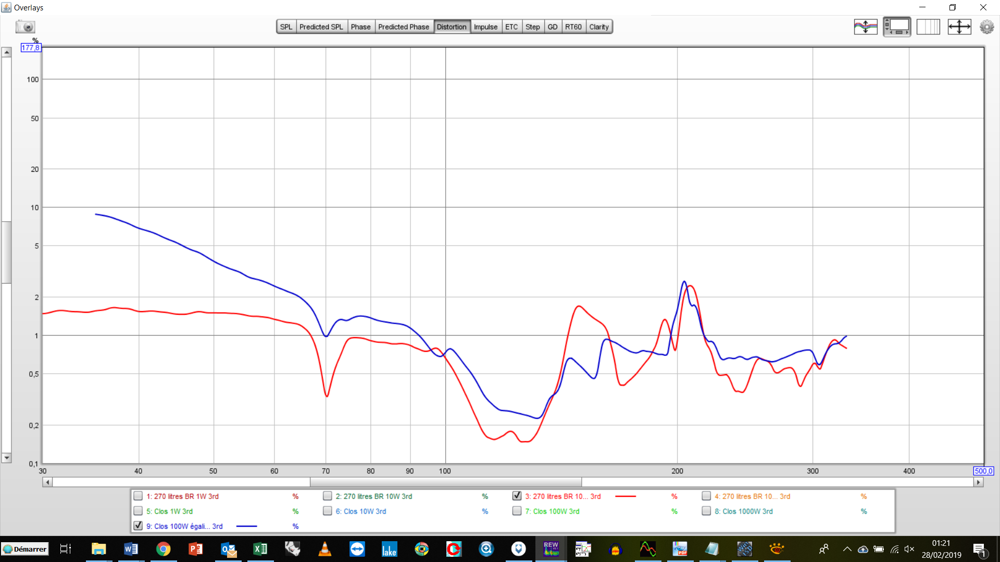 Overlays
SPL Predicted SPL Phase Predicted Phase Distortion Impulse ETC Step GD RT60 Clarity
%
177,8
100
50
20
10
5
2
1
0,5
0,2
0,1
30 40 50 60 70 80 90 100 200 300 400 500,0
1: 270 litres BR 1W 3rd % 2: 270 litres BR 10W 3rd % 3: 270 litres BR 10... 3rd % 4: 270 litres BR 10... 3rd %
5: Clos 1W 3rd % 6: Clos 10W 3rd % 7: Clos 100W 3rd % 8: Clos 1000W 3rd %
9: Clos 100W égali... 3rd %
Démarrer lake REW PDF 01:21
28/02/2019 1